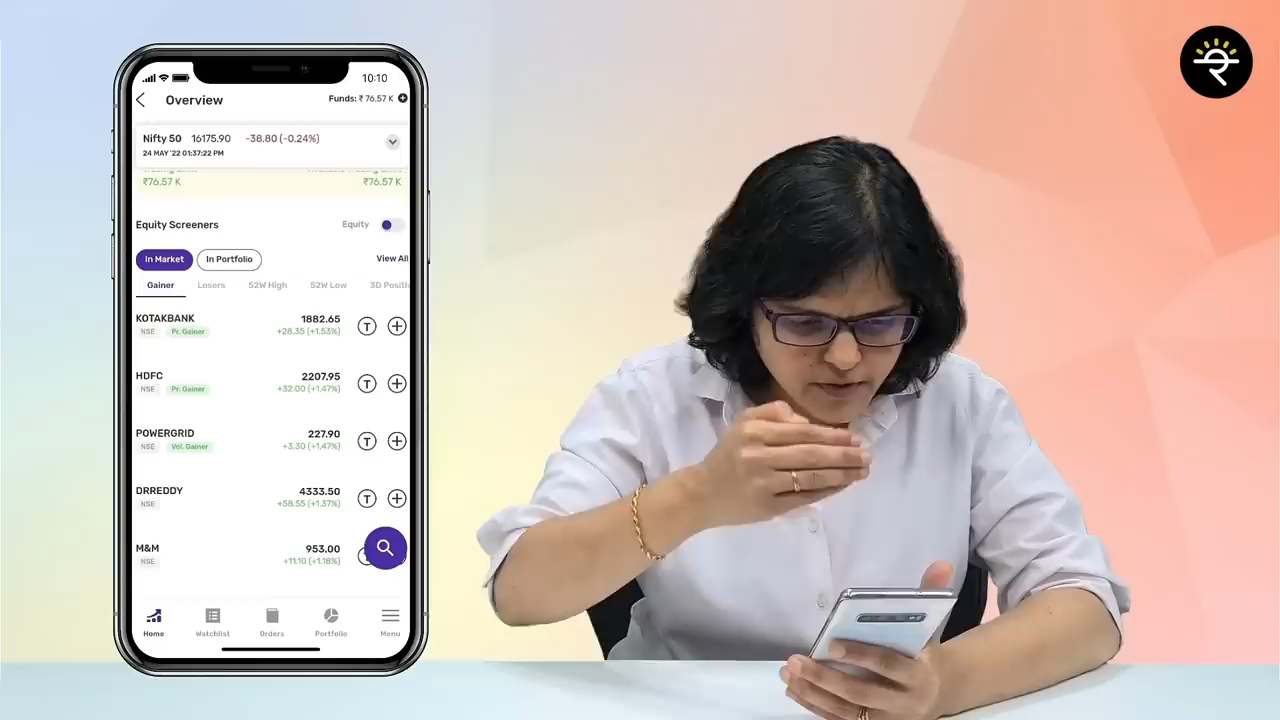 10:10
Overview
Funds: ₹ 76.57 K
Nifty 50 16175.90 -38.80 (-0.24%)
24 MAY '22 01:37:22 PM
₹76.57 K ₹76.57 K
Equity Screeners Equity
In Market In Portfolio View All
Gainer Losers 52W High 52W Low 3D Positi
KOTAKBANK 1882.65
NSE Pr. Gainer +28.35 (+1.53%)
T
HDFC 2207.95
NSE Pr. Gainer +32.00 (+1.47%)
T
POWERGRID 227.90
NSE Vol. Gainer +3.30 (+1.47%)
T
DRREDDY 4333.50
NSE +58.55 (+1.37%)
T
M&M 953.00
NSE +11.10 (+1.18%)
Home Watchlist Orders Portfolio Menu